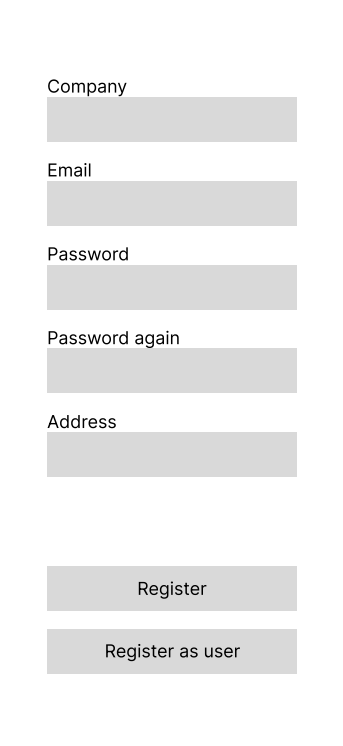 Company
Email
Password
Password again
Address
Register
Register as user